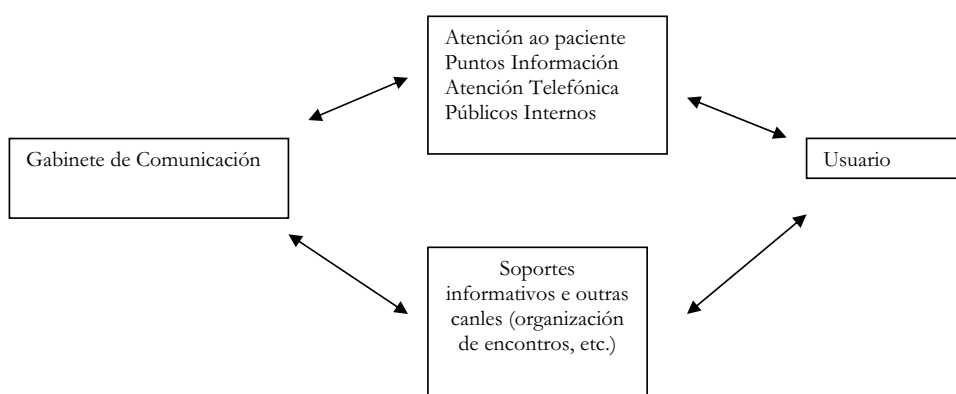 Gabinete de Comunicación
Atención ao paciente
Puntos Información
Atención Telefónica
Públicos Internos
Soportes
informativos e outras
canles (organización
de encontros, etc.)
Usuario